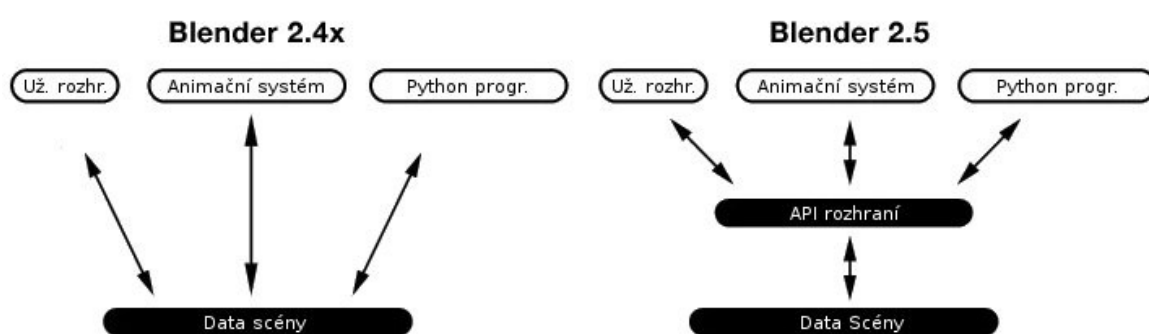 Blender 2.4x
Už. rozhr.
Animační systém
Python progr.
Data scény
Blender 2.5
Už. rozhr.
Animační systém
Python progr.
API rozhraní
Data Scény